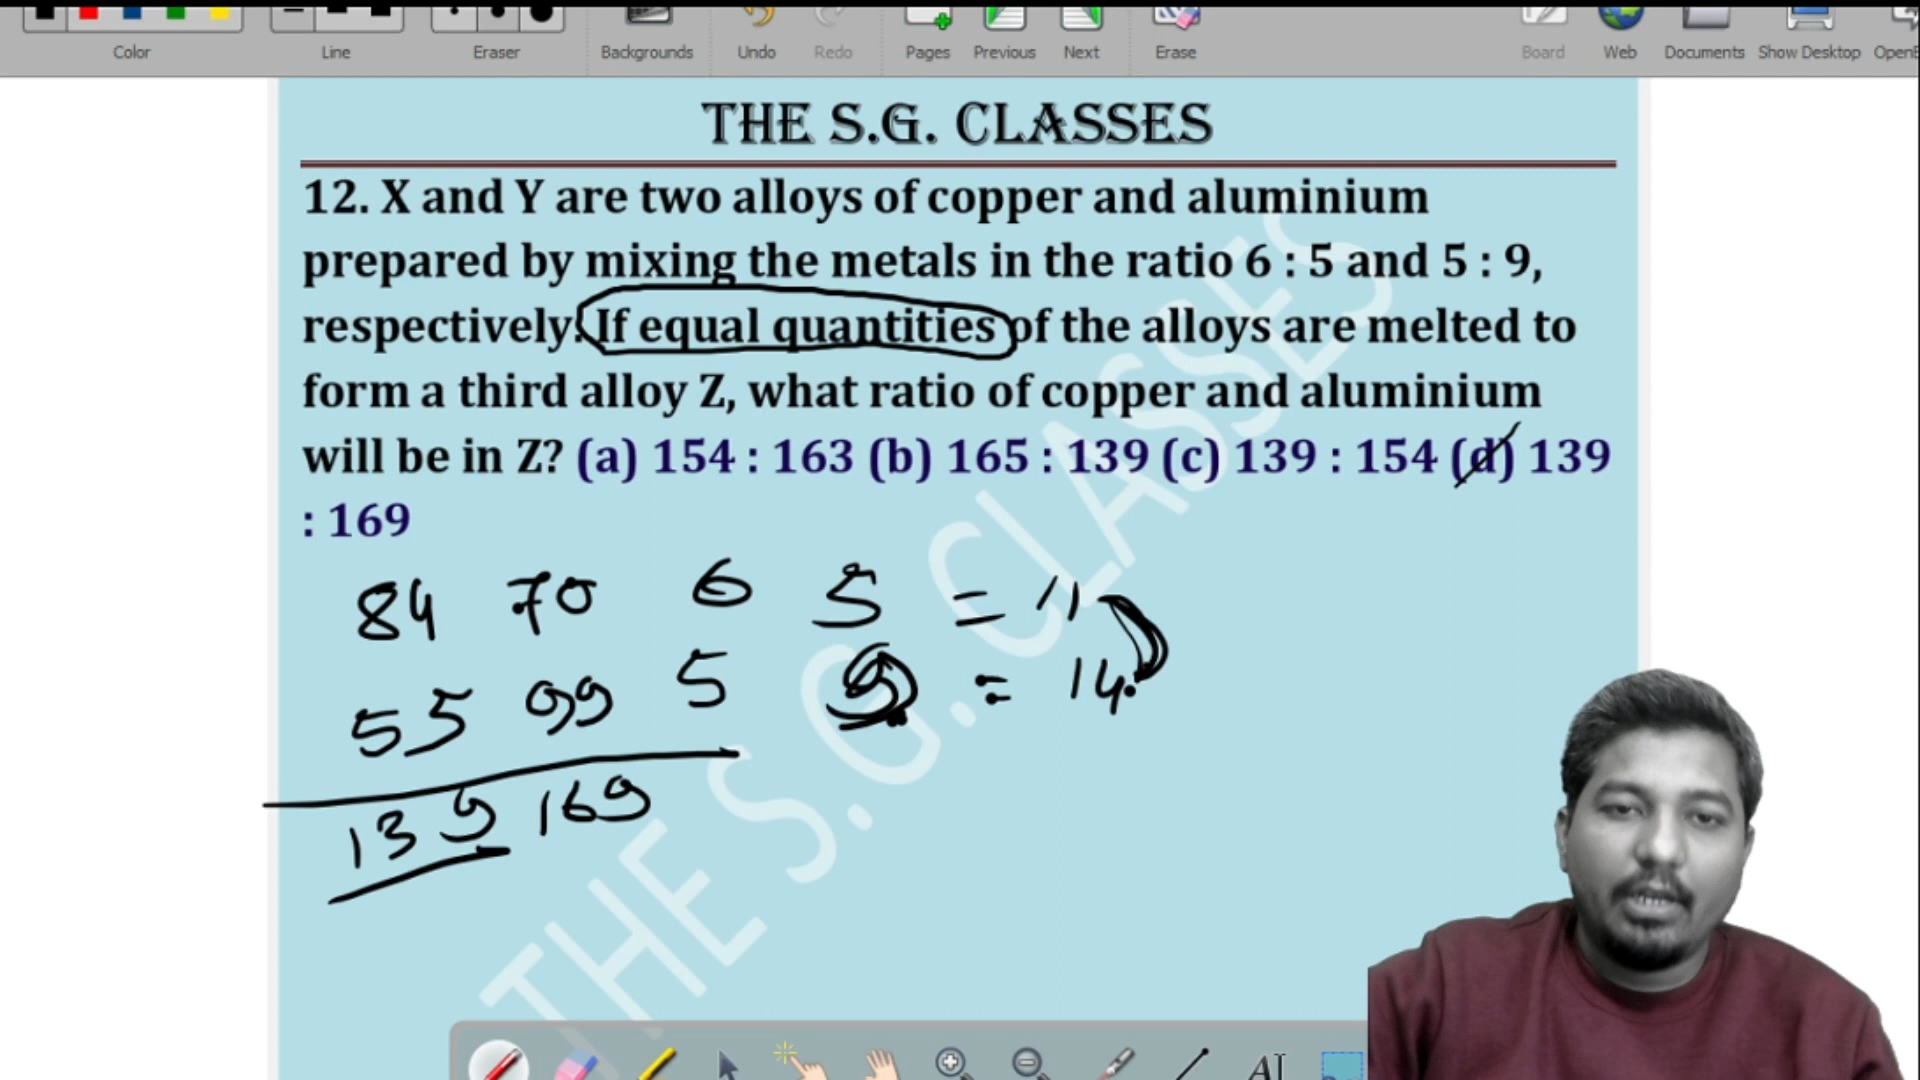 Color Line Eraser Backgrounds Undo Redo Pages Previous Next Erase Board Web Documents Show Desktop OpenB
THE S.G. CLASSES
12. X and Y are two alloys of copper and aluminium
prepared by mixing the metals in the ratio 6 : 5 and 5 : 9,
respectively. If equal quantities of the alloys are melted to
form a third alloy Z, what ratio of copper and aluminium
will be in Z? (a) 154 : 163 (b) 165 : 139 (c) 139 : 154 (d) 139
: 169
84 70 6 5 = 11
55 99 5 9 = 14
139 169
THE S.G. CLASSES
AI